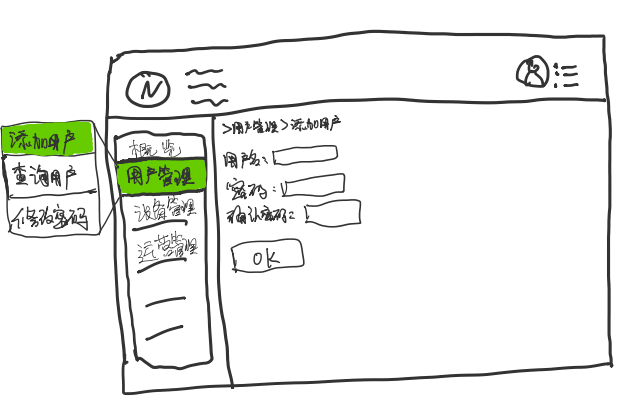 N
添加用户
查询用户
修改密码
概览
用户管理
设备管理
运营管理
>用户管理>添加用户
用户名:
密码:
确认密码:
OK